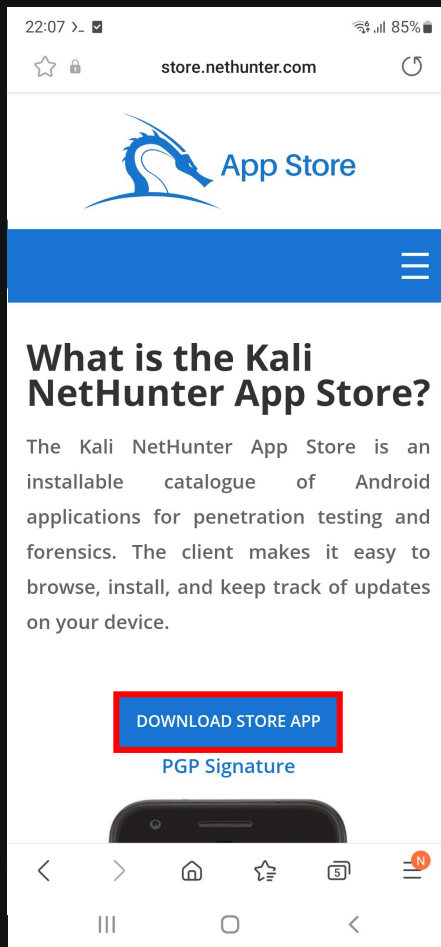 22:07 >_ 85%
store.nethunter.com
App Store
What is the Kali
NetHunter App Store?
The Kali NetHunter App Store is an
installable catalogue of Android
applications for penetration testing and
forensics. The client makes it easy to
browse, install, and keep track of updates
on your device.
DOWNLOAD STORE APP
PGP Signature
5
N